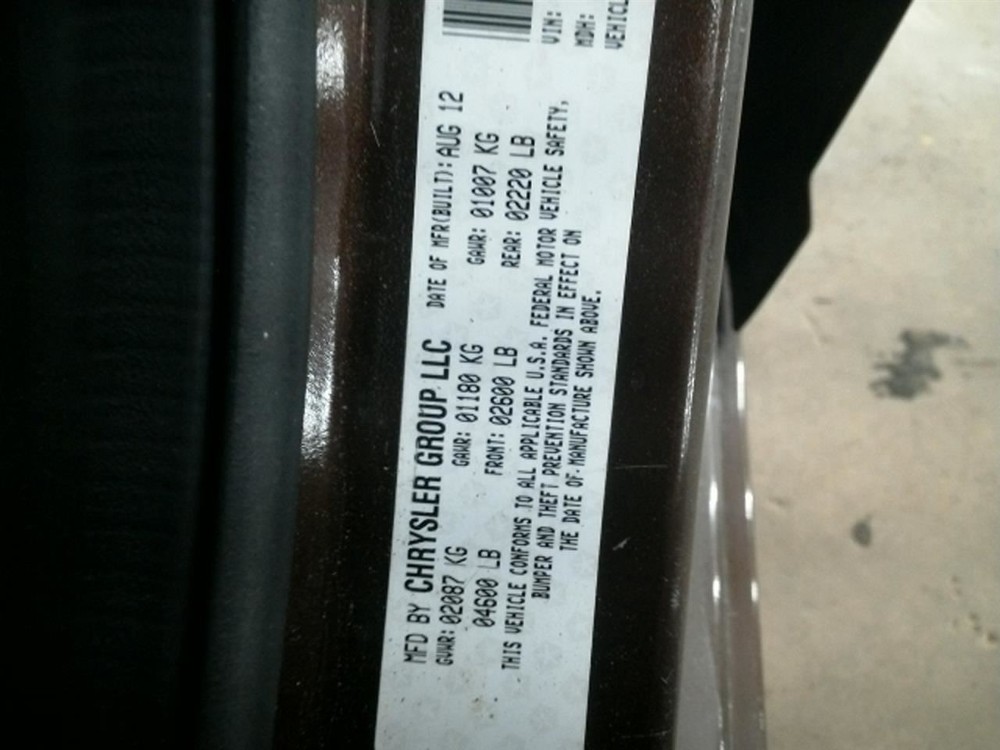 MFD BY CHRYSLER GROUP LLC DATE OF MFR(BUILT): AUG 12
GVWR: 02087 KG GAWR: 01180 KG GAWR: 01007 KG
04600 LB FRONT: 02600 LB REAR: 02220 LB
THIS VEHICLE CONFORMS TO ALL APPLICABLE U.S.A. FEDERAL MOTOR VEHICLE SAFETY,
BUMPER AND THEFT PREVENTION STANDARDS IN EFFECT ON
THE DATE OF MANUFACTURE SHOWN ABOVE.
VIN:
MDH:
VEHICL